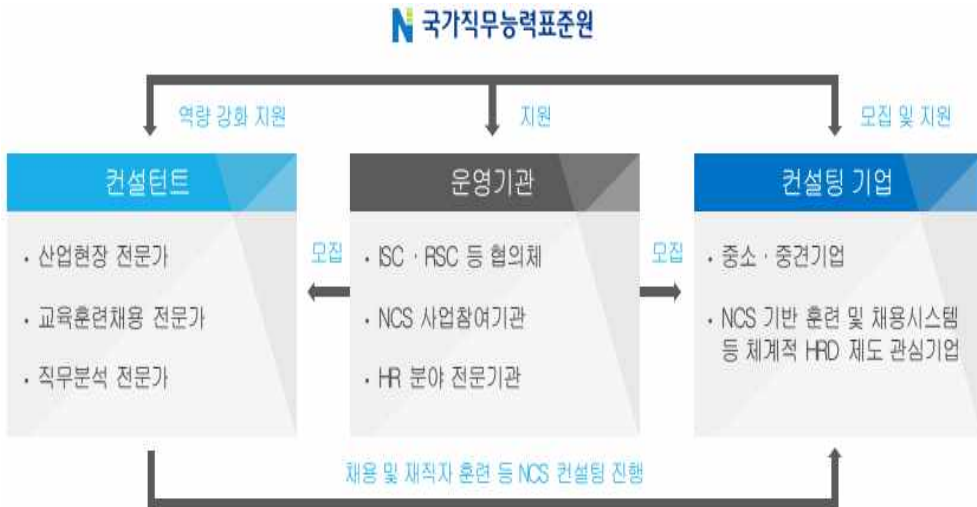 국가직무능력표준원
역량 강화 지원
지원
모집 및 지원
컨설턴트
운영기관
컨설팅 기업
· 산업현장 전문가
· 교육훈련채용 전문가
· 직무분석 전문가
모집
· ISC · RSC 등 협의체
· NCS 사업참여기관
· HR 분야 전문기관
모집
· 중소 · 중견기업
· NCS 기반 훈련 및 채용시스템
등 체계적 HRD 제도 관심기업
채용 및 재직자 훈련 등 NCS 컨설팅 진행